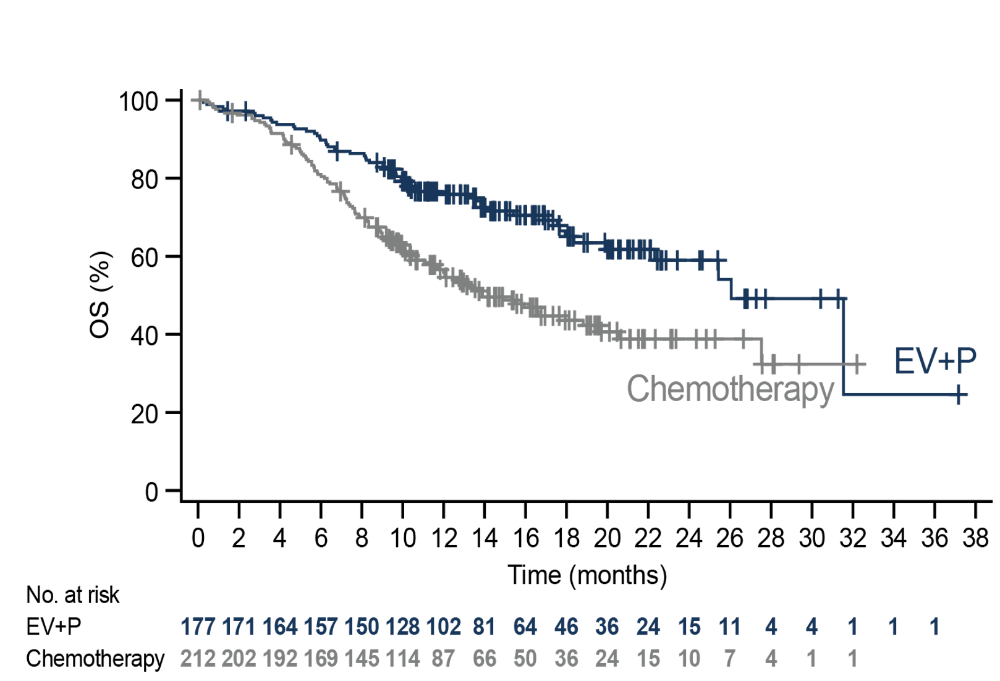 100
80
60
40
20
0
OS (%)
EV+P
Chemotherapy
0 2 4 6 8 10 12 14 16 18 20 22 24 26 28 30 32 34 36 38
Time (months)
No. at risk
EV+P 177 171 164 157 150 128 102 81 64 46 36 24 15 11 4 4 1 1 1
Chemotherapy 212 202 192 169 145 114 87 66 50 36 24 15 10 7 4 1 1